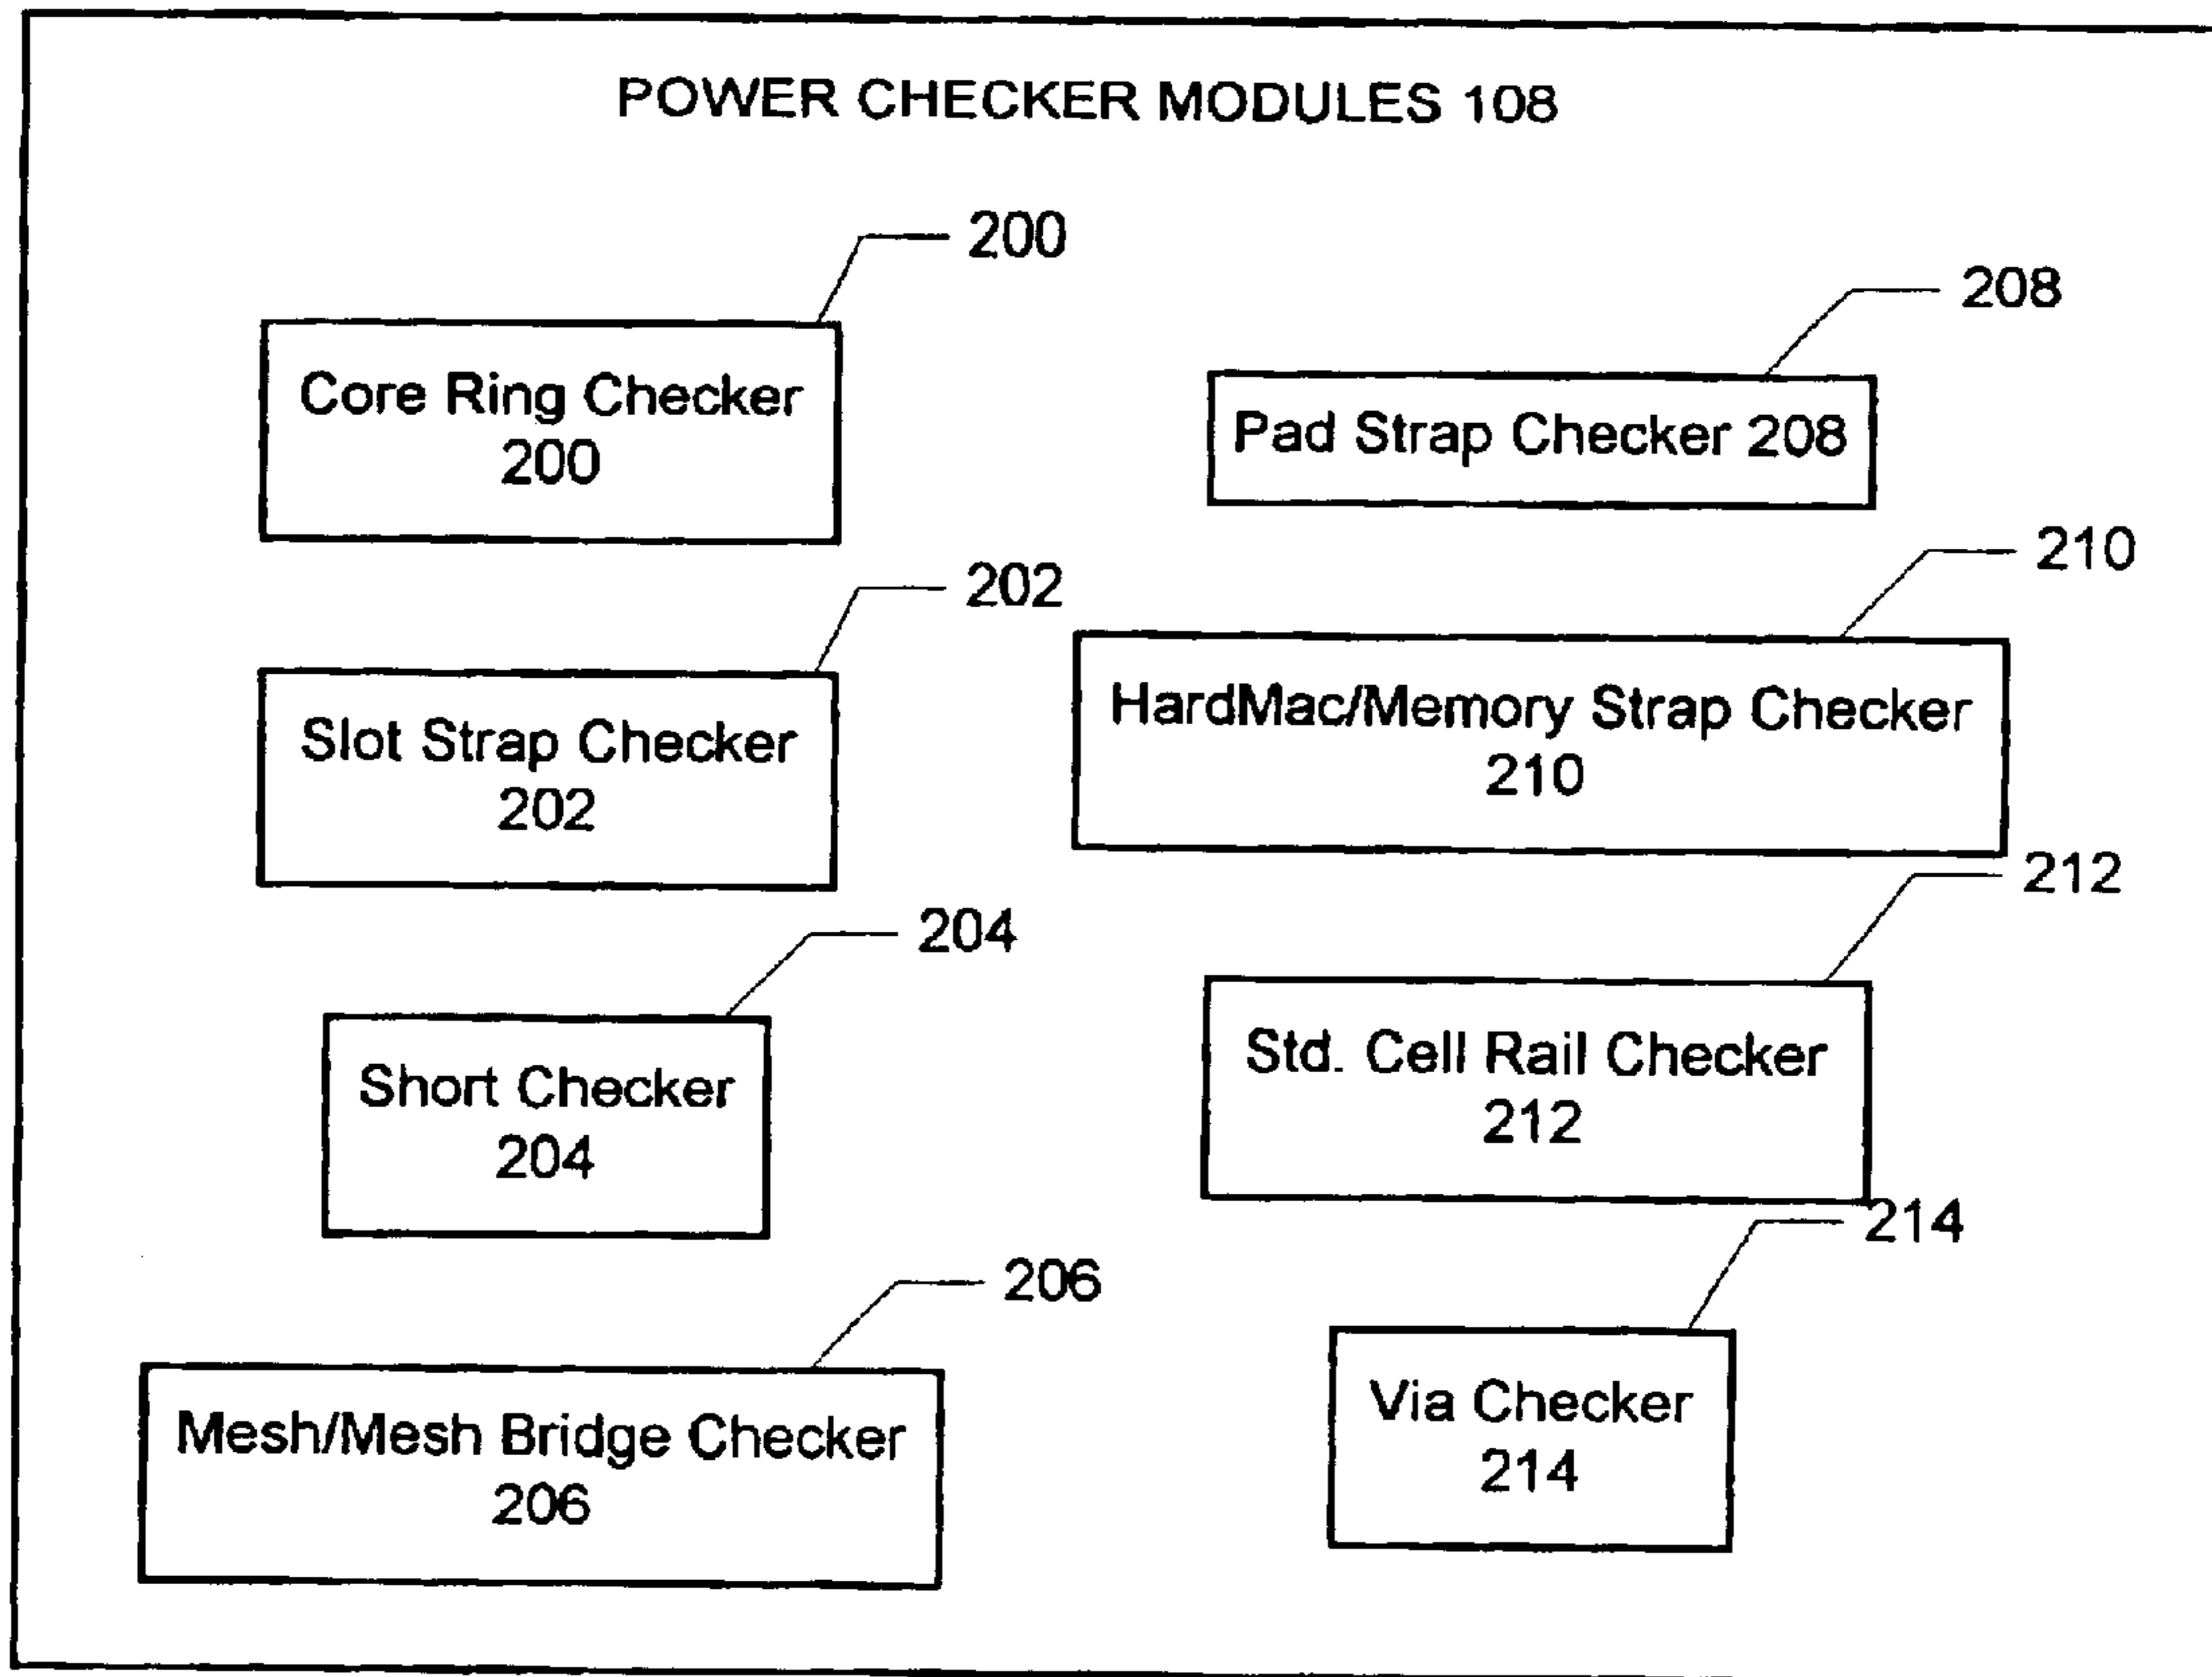 POWER CHECKER MODULES 108
200
Core Ring Checker
200
202
Slot Strap Checker
202
204
Short Checker
204
206
Mesh/Mesh Bridge Checker
206
208
Pad Strap Checker 208
210
HardMac/Memory Strap Checker
210
212
Std. Cell Rail Checker
212
214
Via Checker
214